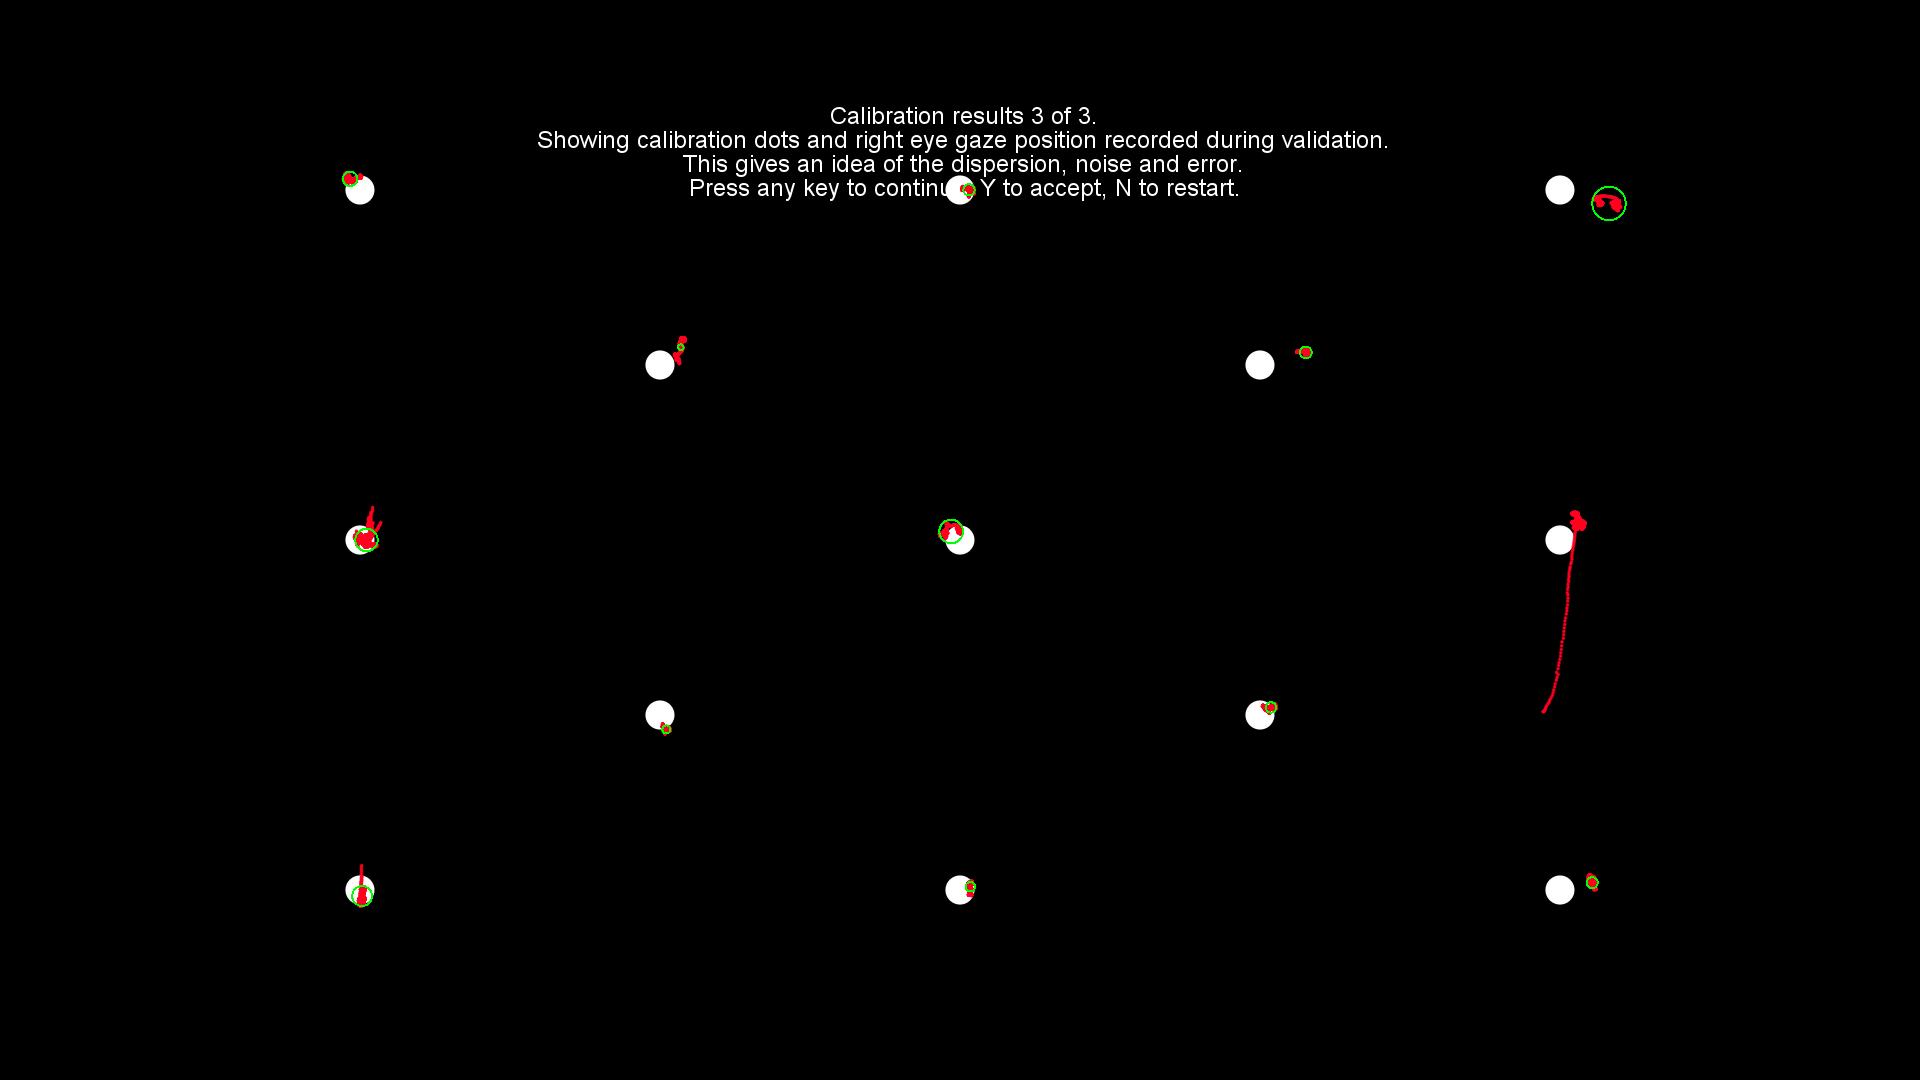 Calibration results 3 of 3.
Showing calibration dots and right eye gaze position recorded during validation.
This gives an idea of the dispersion, noise and error.
Press any key to continu Y to accept, N to restart.